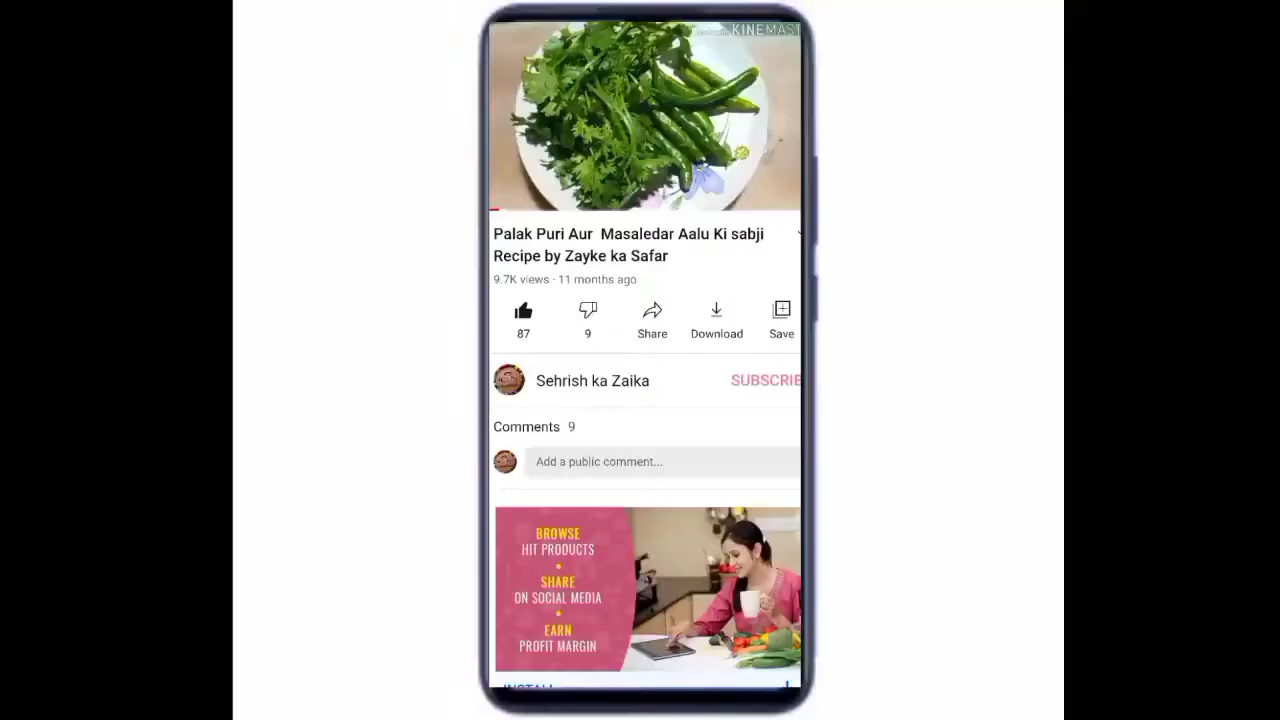 KINEMAST
Palak Puri Aur Masaledar Aalu Ki sabji
Recipe by Zayke ka Safar
9.7K views · 11 months ago
87
9
Share
Download
Save
Sehrish ka Zaika
SUBSCRIBE
Comments 9
Add a public comment...
BROWSE
HIT PRODUCTS
SHARE
ON SOCIAL MEDIA
EARN
PROFIT MARGIN
INSTALL